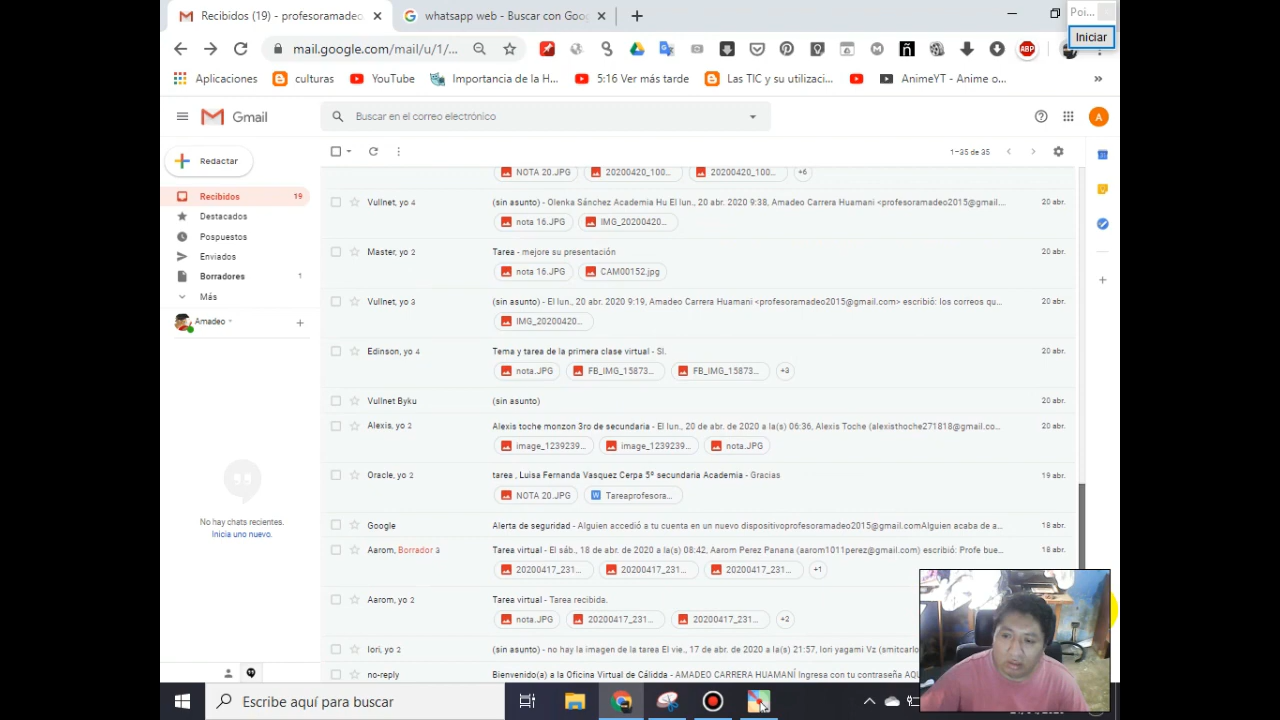 Recibidos (19) - profesoramadeo
whatsapp web - Buscar con Goog
Poi...
Iniciar
mail.google.com/mail/u/1/...
ABP
Aplicaciones
culturas
YouTube
Importancia de la H...
5:16 Ver más tarde
Las TIC y su utilizaci...
AnimeYT - Anime o...
Gmail
Buscar en el correo electrónico
A
Redactar
1–35 de 35
Recibidos 19
Destacados
Pospuestos
Enviados
Borradores 1
Más
Amadeo
No hay chats recientes.
Inicia uno nuevo.
NOTA 20.JPG 20200420_100... 20200420_100... +6
Vullnet, yo 4 (sin asunto) - Olenka Sánchez Academia Hu El lun., 20 abr. 2020 9:38, Amadeo Carrera Huamani <profesoramadeo2015@gmail.... 20 abr.
nota 16.JPG IMG_20200420...
Master, yo 2 Tarea - mejore su presentación 20 abr.
nota 16.JPG CAM00152.jpg
Vullnet, yo 3 (sin asunto) - El lun., 20 abr. 2020 9:19, Amadeo Carrera Huamani <profesoramadeo2015@gmail.com> escribió: los correos qu... 20 abr.
IMG_20200420...
Edinson, yo 4 Tema y tarea de la primera clase virtual - SI. 20 abr.
nota.JPG FB_IMG_15873... FB_IMG_15873... +3
Vullnet Byku (sin asunto) 20 abr.
Alexis, yo 2 Alexis toche monzon 3ro de secundaria - El lun., 20 de abr. de 2020 a la(s) 06:36, Alexis Toche (alexisthoche271818@gmail.co... 20 abr.
image_1239239... image_1239239... nota.JPG
Oracle, yo 2 tarea , Luisa Fernanda Vasquez Cerpa 5º secundaria Academia - Gracias 19 abr.
NOTA 20.JPG Tareaprofesora...
Google Alerta de seguridad - Alguien accedió a tu cuenta en un nuevo dispositivoprofesoramadeo2015@gmail.comAlguien acaba de a... 18 abr.
Aarom, Borrador 3 Tarea virtual - El sáb., 18 de abr. de 2020 a la(s) 08:42, Aarom Perez Panana (aarom1011perez@gmail.com) escribió: Profe bue... 18 abr.
20200417_231... 20200417_231... 20200417_231... +1
Aarom, yo 2 Tarea virtual - Tarea recibida.
nota.JPG 20200417_231... 20200417_231... +2
Iori, yo 2 (sin asunto) - no hay la imagen de la tarea El vie., 17 de abr. de 2020 a la(s) 21:57, Iori yagami Vz (smitcarlo
no-reply Bienvenido/a a la Oficina Virtual de Cálidda - AMADEO CARRERA HUAMANÍ Ingresa con tu contraseña AQU
Escribe aquí para buscar